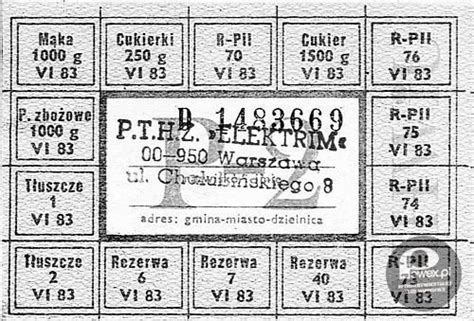 Mąka
1000 g
VI 83
Cukierki
250 g
VI 83
R-PII
70
VI 83
Cukier
1500 g
VI 83
R-PII
76
VI 83
P. zbożowe
1000 g
VI 83
D 1483669
P.T.H.Z. „ELEKTRIM"
00-950 Warszawa
ul. Chałubińskiego 8
adres: gmina-miasto-dzielnica
P2
R-PII
75
VI 83
Tłuszcze
1
VI 83
R-PII
74
VI 83
Tłuszcze
2
VI 83
Rezerwa
6
VI 83
Rezerwa
7
VI 83
Rezerwa
40
VI 83
R-PII
VI 83